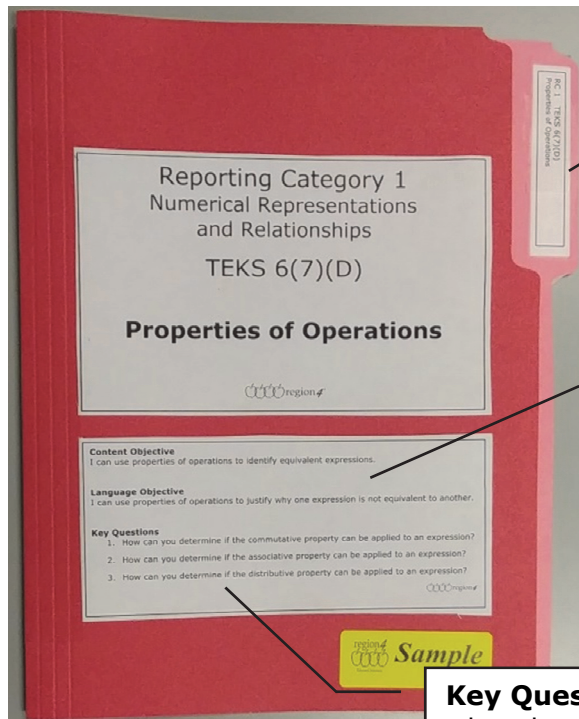 RC 1 TEKS 6(7)(D)
Properties of Operations
Reporting Category 1
Numerical Representations
and Relationships
TEKS 6(7)(D)
Properties of Operations
region4
Content Objective
I can use properties of operations to identify equivalent expressions.
Language Objective
I can use properties of operations to justify why one expression is not equivalent to another.
Key Questions
1. How can you determine if the commutative property can be applied to an expression?
2. How can you determine if the associative property can be applied to an expression?
3. How can you determine if the distributive property can be applied to an expression?
region4
region4
Sample
Key Ques